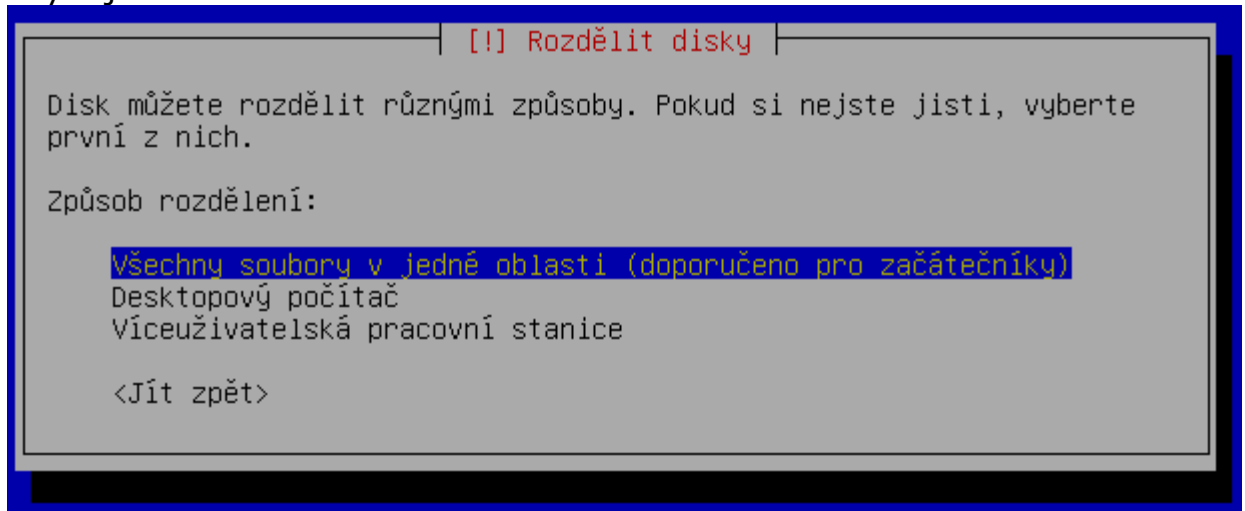 [!] Rozdělit disky
Disk můžete rozdělit různými způsoby. Pokud si nejste jisti, vyberte
první z nich.
Způsob rozdělení:
Všechny soubory v jedné oblasti (doporučeno pro začátečníky)
Desktopový počítač
Víceuživatelská pracovní stanice
<Jít zpět>